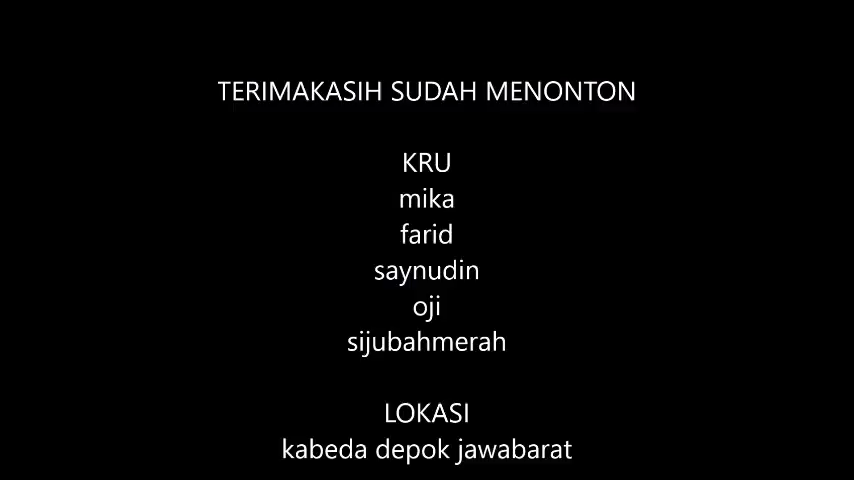 TERIMAKASIH SUDAH MENONTON
KRU
mika
farid
saynudin
oji
sijubahmerah
LOKASI
kabeda depok jawabarat